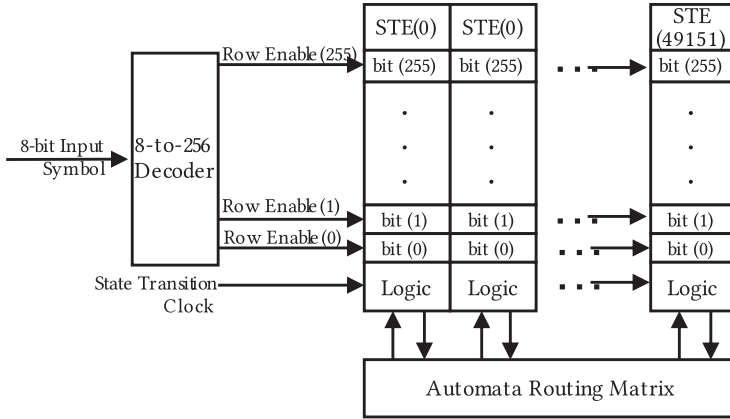 STE(0) STE(0) STE
(49151)
Row Enable(255) bit (255) bit (255) bit (255)
8-bit Input
Symbol
8-to-256
Decoder
Row Enable(1) bit (1) bit (1) bit (1)
Row Enable(0) bit (0) bit (0) bit (0)
State Transition
Clock
Logic Logic Logic
Automata Routing Matrix